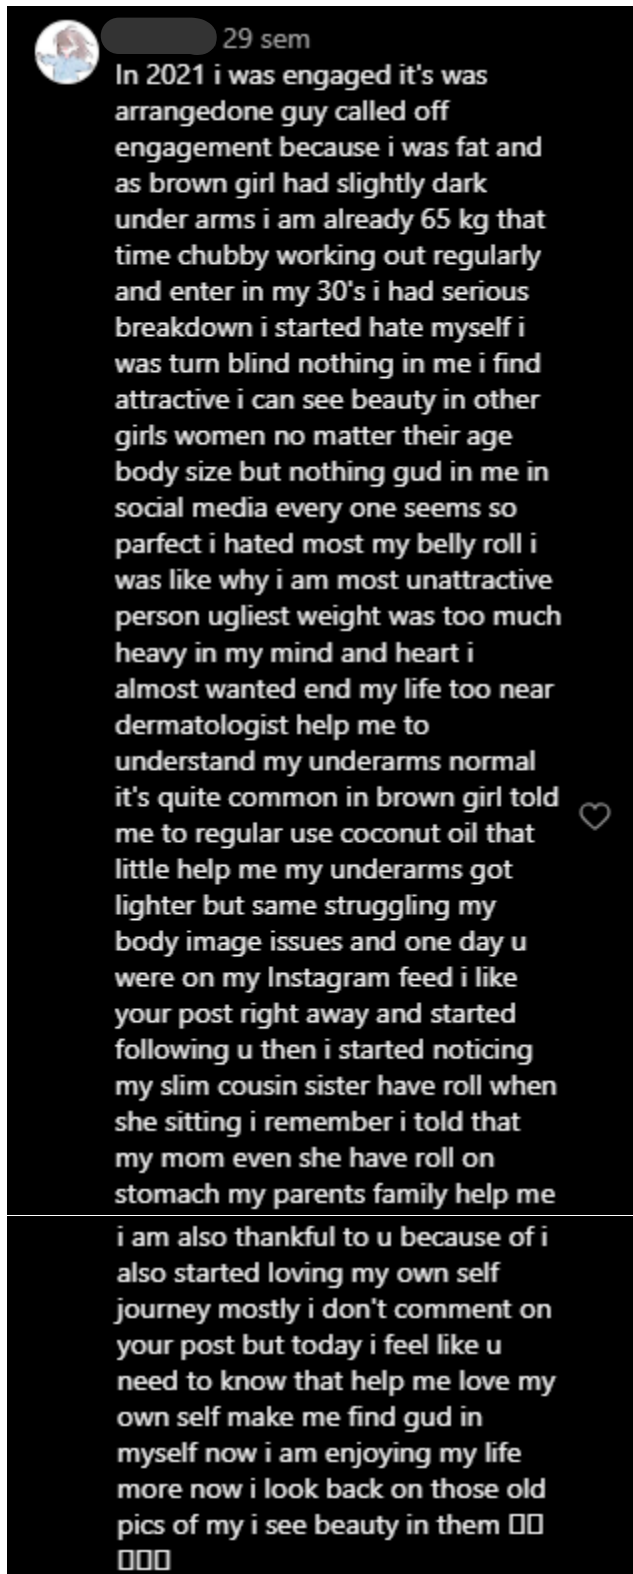 29 sem
In 2021 i was engaged it's was
arrangedone guy called off
engagement because i was fat and
as brown girl had slightly dark
under arms i am already 65 kg that
time chubby working out regularly
and enter in my 30's i had serious
breakdown i started hate myself i
was turn blind nothing in me i find
attractive i can see beauty in other
girls women no matter their age
body size but nothing gud in me in
social media every one seems so
parfect i hated most my belly roll i
was like why i am most unattractive
person ugliest weight was too much
heavy in my mind and heart i
almost wanted end my life too near
dermatologist help me to
understand my underarms normal
it's quite common in brown girl told
me to regular use coconut oil that
little help me my underarms got
lighter but same struggling my
body image issues and one day u
were on my Instagram feed i like
your post right away and started
following u then i started noticing
my slim cousin sister have roll when
she sitting i remember i told that
my mom even she have roll on
stomach my parents family help me
i am also thankful to u because of i
also started loving my own self
journey mostly i don't comment on
your post but today i feel like u
need to know that help me love my
own self make me find gud in
myself now i am enjoying my life
more now i look back on those old
pics of my i see beauty in them